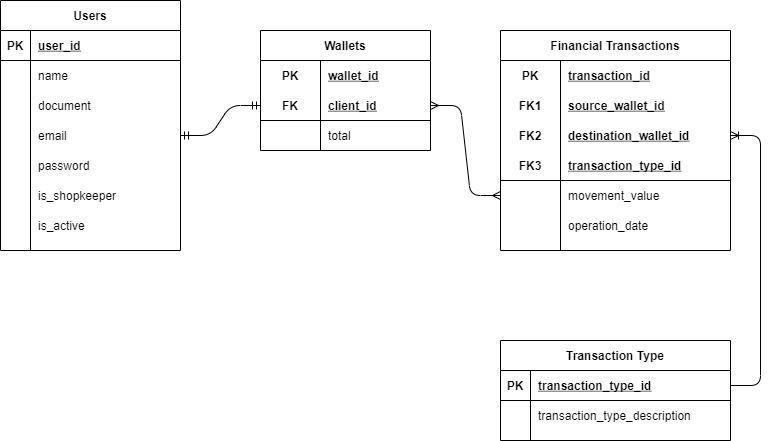 Users
PK user_id
name
document
email
password
is_shopkeeper
is_active
Wallets
PK wallet_id
FK client_id
total
Financial Transactions
PK transaction_id
FK1 source_wallet_id
FK2 destination_wallet_id
FK3 transaction_type_id
movement_value
operation_date
Transaction Type
PK transaction_type_id
transaction_type_description